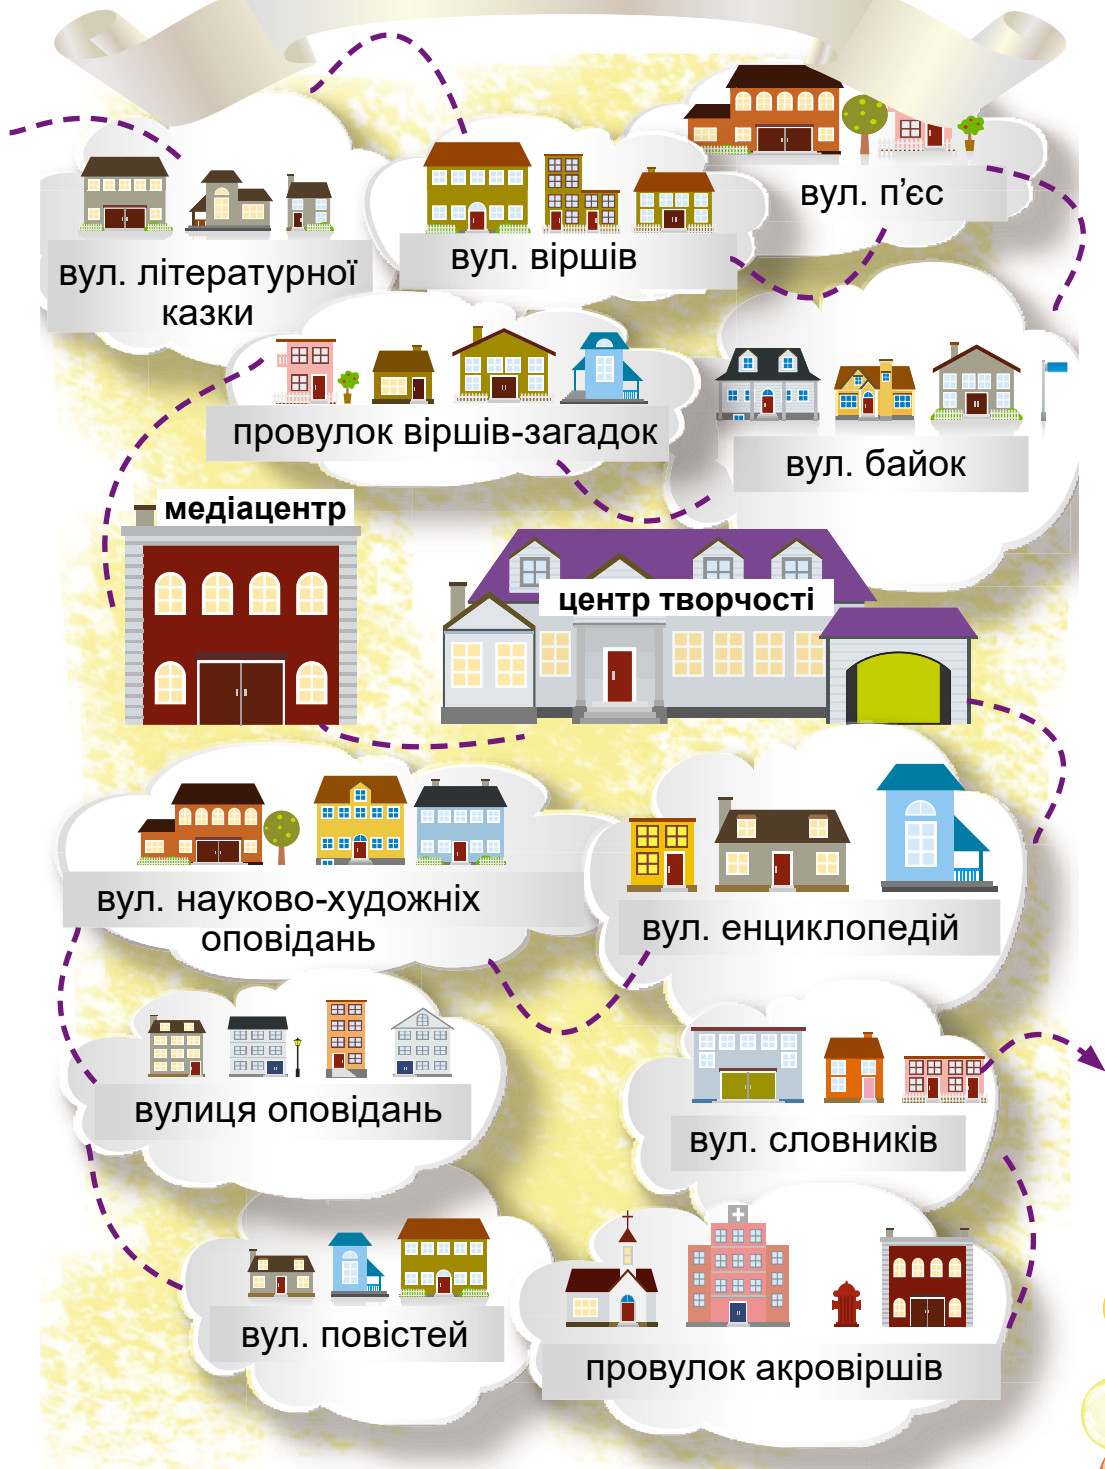 вул. п’єс
вул. віршів
вул. літературної
казки
провулок віршів-загадок
вул. байок
медіацентр
центр творчості
вул. науково-художніх
оповідань
вул. енциклопедій
вулиця оповідань
вул. словників
вул. повістей
провулок акровіршів